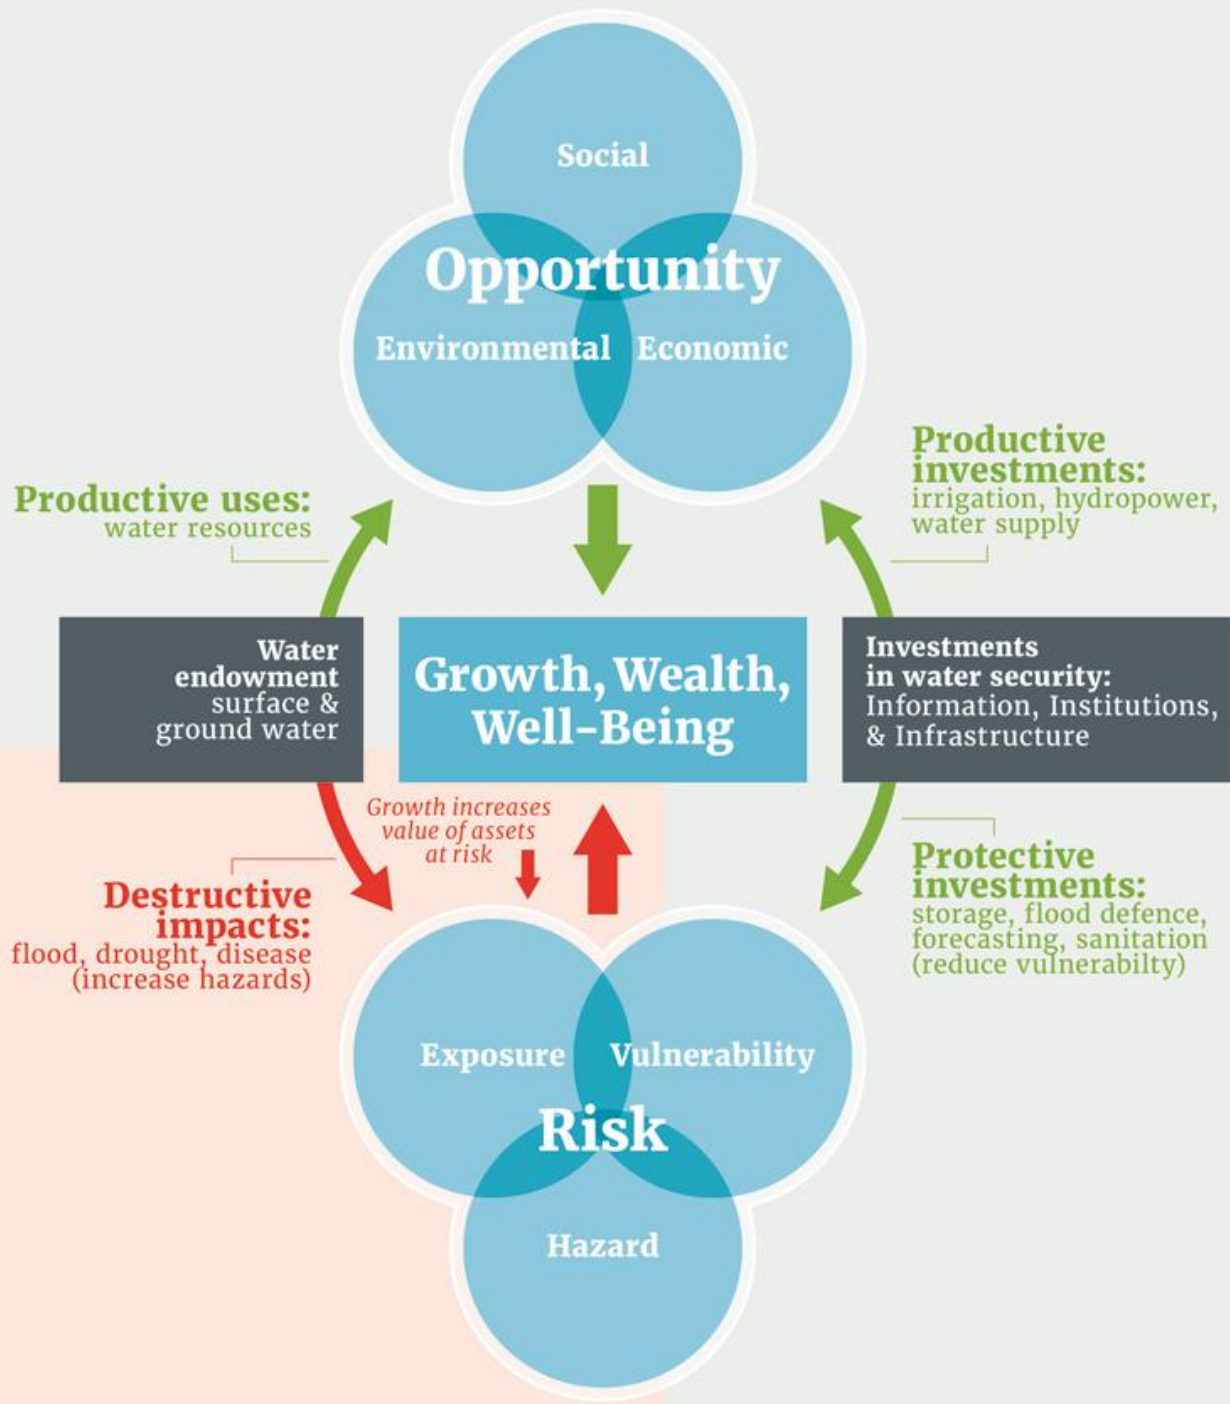 Social
Opportunity
Environmental
Economic
Productive uses:
water resources
Productive
investments:
irrigation, hydropower,
water supply
Water
endowment
surface &
ground water
Growth, Wealth,
Well-Being
Investments
in water security:
Information, Institutions,
& Infrastructure
Growth increases
value of assets
at risk
Destructive
impacts:
flood, drought, disease
(increase hazards)
Protective
investments:
storage, flood defence,
forecasting, sanitation
(reduce vulnerabilty)
Exposure
Vulnerability
Risk
Hazard